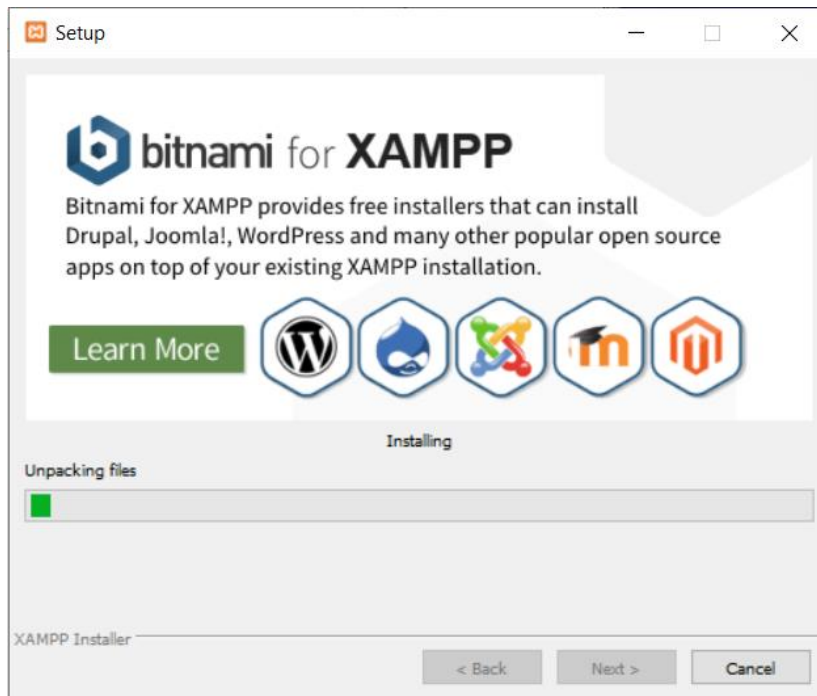 Setup
bitnami for XAMPP
Bitnami for XAMPP provides free installers that can install
Drupal, Joomla!, WordPress and many other popular open source
apps on top of your existing XAMPP installation.
Learn More
Installing
Unpacking files
XAMPP Installer
< Back Next > Cancel